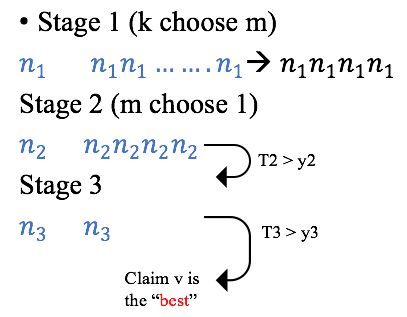 • Stage 1 (k choose m)
n₁ n₁n₁ … … . n₁ → n₁n₁n₁n₁
Stage 2 (m choose 1)
n₂ n₂n₂n₂n₂
T2 > y2
Stage 3
n₃ n₃
T3 > y3
Claim v is
the “best”